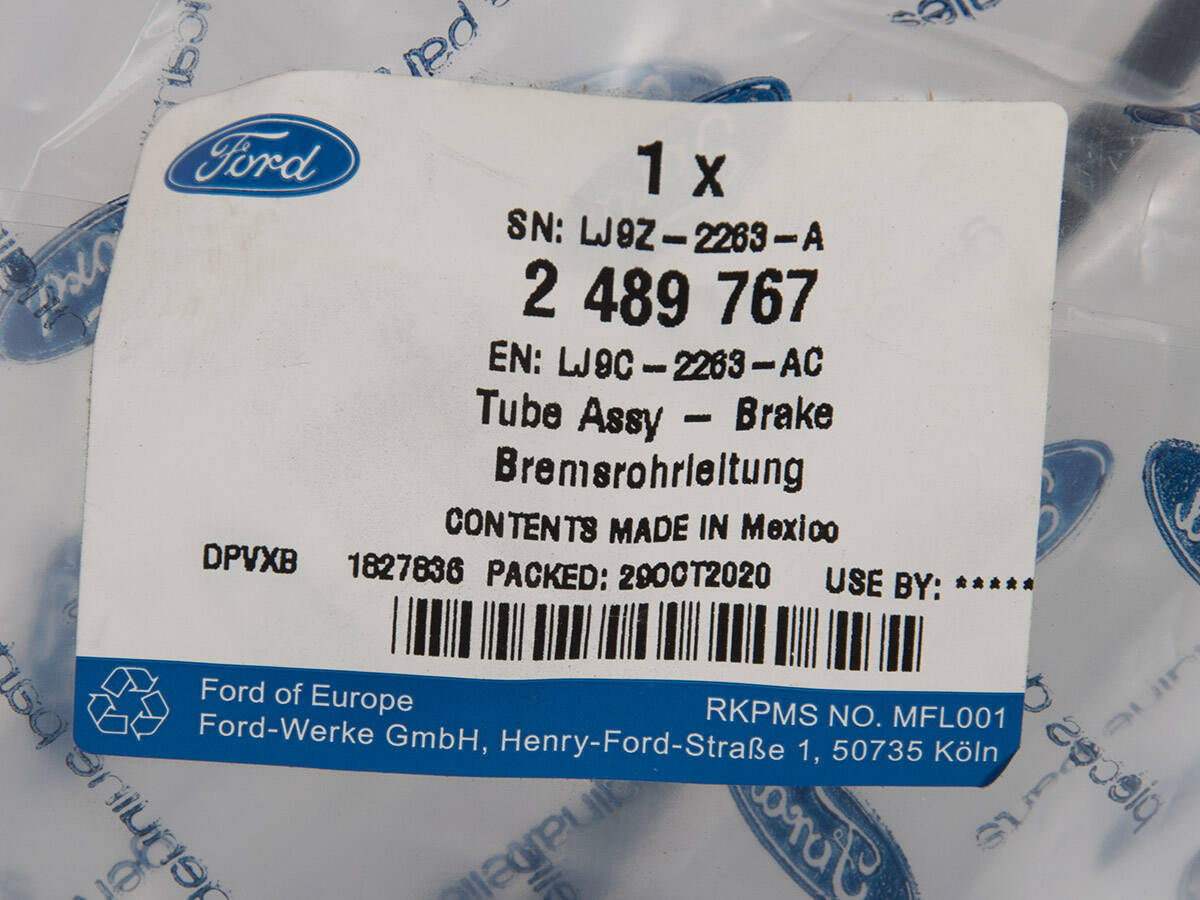 Ford
1 x
SN: LJ9Z-2263-A
2 489 767
EN: LJ9C-2263-AC
Tube Assy - Brake
Bremsrohrleitung
CONTENTS MADE IN Mexico
DPVXB 1827836 PACKED: 29OCT2020 USE BY: *****
Ford of Europe
RKPMS NO. MFL001
Ford-Werke GmbH, Henry-Ford-Straße 1, 50735 Köln